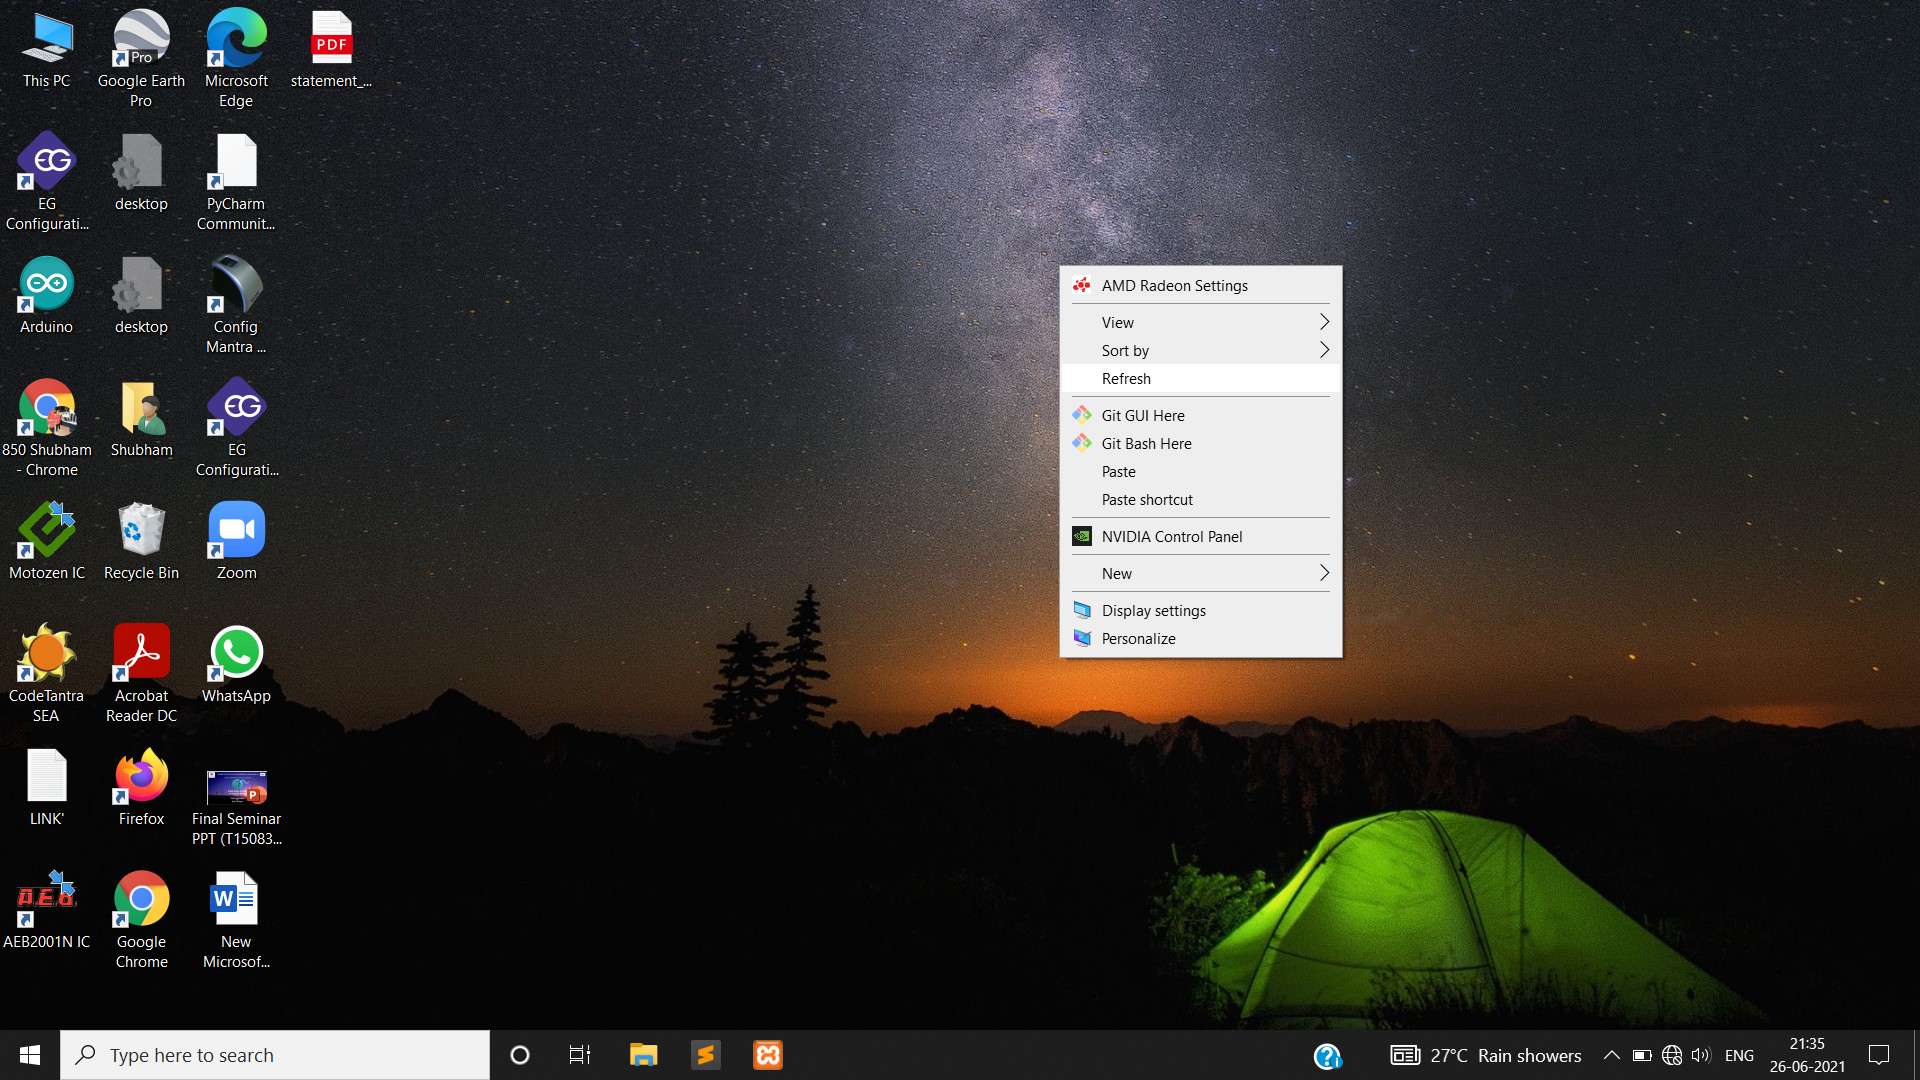 This PC
Google Earth
Pro
Microsoft
Edge
statement_...
EG
Configurati...
desktop
PyCharm
Communit...
Arduino
desktop
Config
Mantra ...
850 Shubham
- Chrome
Shubham
EG
Configurati...
Motozen IC
Recycle Bin
Zoom
CodeTantra
SEA
Acrobat
Reader DC
WhatsApp
LINK'
Firefox
Final Seminar
PPT (T15083...
AEB2001N IC
Google
Chrome
New
Microsof...
Pro
PDF
EG
EG
A.E.B.
W
P
AMD Radeon Settings
View
Sort by
Refresh
Git GUI Here
Git Bash Here
Paste
Paste shortcut
NVIDIA Control Panel
New
Display settings
Personalize
Type here to search
27°C Rain showers
ENG
21:35
26-06-2021